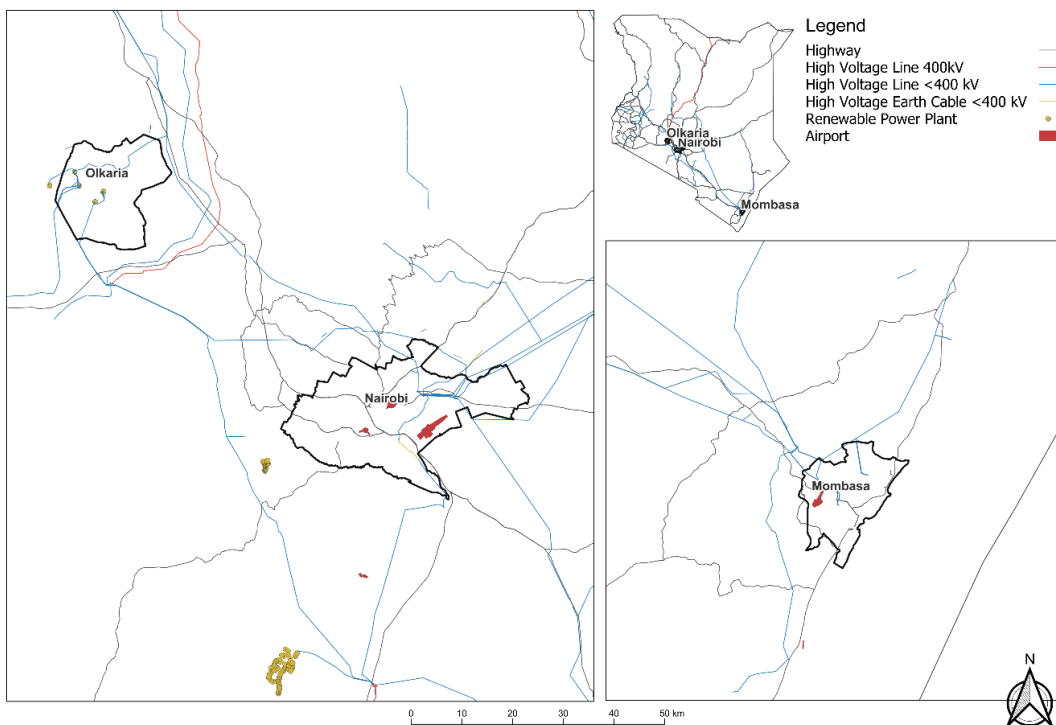 Legend
Highway
High Voltage Line 400kV
High Voltage Line <400 kV
High Voltage Earth Cable <400 kV
Renewable Power Plant
Airport
Olkaria
Nairobi
Mombasa
Olkaria
Nairobi
Mombasa
N
0 10 20 30 40 50 km